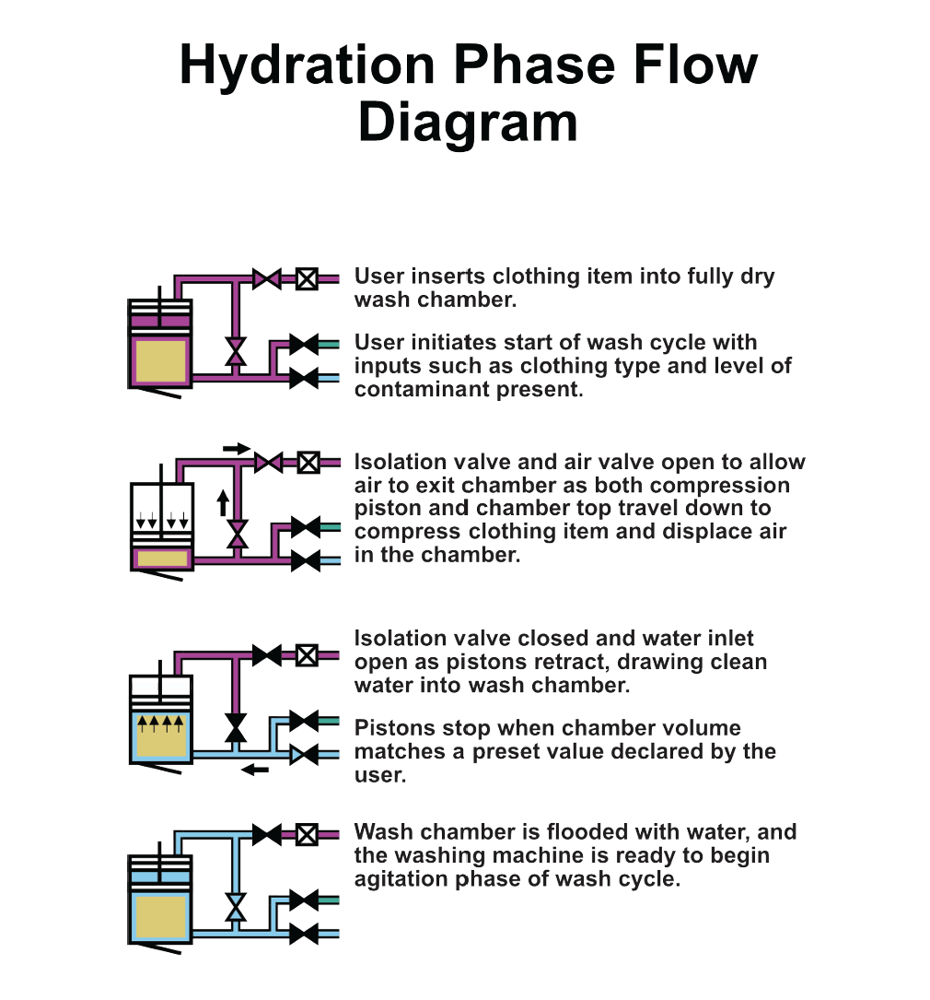 Hydration Phase Flow
Diagram
User inserts clothing item into fully dry
wash chamber.
User initiates start of wash cycle with
inputs such as clothing type and level of
contaminant present.
Isolation valve and air valve open to allow
air to exit chamber as both compression
piston and chamber top travel down to
compress clothing item and displace air
in the chamber.
Isolation valve closed and water inlet
open as pistons retract, drawing clean
water into wash chamber.
Pistons stop when chamber volume
matches a preset value declared by the
user.
Wash chamber is flooded with water, and
the washing machine is ready to begin
agitation phase of wash cycle.